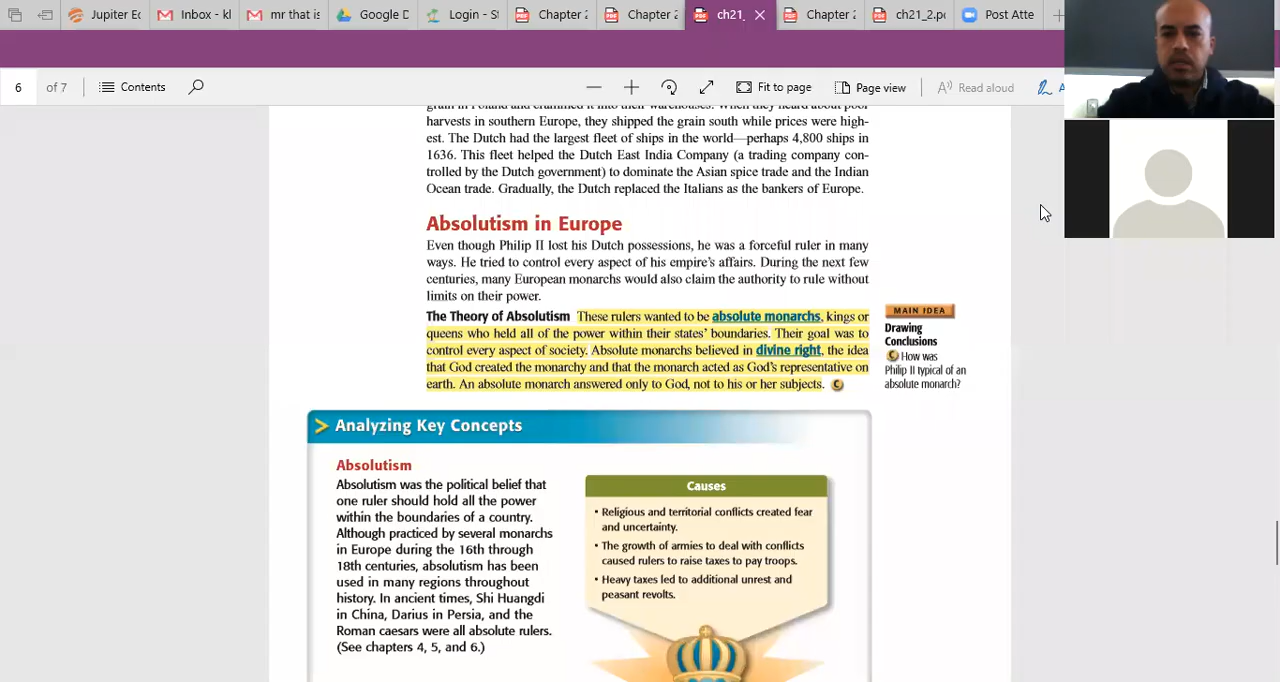 Jupiter Ed
Inbox - kl
mr that is
Google D
Login - St
Chapter 2
Chapter 2
ch21_
Chapter 2
ch21_2.pd
Post Atte
6 of 7
Contents
Fit to page
Page view
Read aloud
grain in Poland and crammed it into their warehouses. When they heard about poor
harvests in southern Europe, they shipped the grain south while prices were high-
est. The Dutch had the largest fleet of ships in the world—perhaps 4,800 ships in
1636. This fleet helped the Dutch East India Company (a trading company con-
trolled by the Dutch government) to dominate the Asian spice trade and the Indian
Ocean trade. Gradually, the Dutch replaced the Italians as the bankers of Europe.
Absolutism in Europe
Even though Philip II lost his Dutch possessions, he was a forceful ruler in many
ways. He tried to control every aspect of his empire's affairs. During the next few
centuries, many European monarchs would also claim the authority to rule without
limits on their power.
The Theory of Absolutism These rulers wanted to be absolute monarchs, kings or
queens who held all of the power within their states' boundaries. Their goal was to
control every aspect of society. Absolute monarchs believed in divine right, the idea
that God created the monarchy and that the monarch acted as God's representative on
earth. An absolute monarch answered only to God, not to his or her subjects. C
MAIN IDEA
Drawing
Conclusions
C How was
Philip II typical of an
absolute monarch?
> Analyzing Key Concepts
Absolutism
Absolutism was the political belief that
one ruler should hold all the power
within the boundaries of a country.
Although practiced by several monarchs
in Europe during the 16th through
18th centuries, absolutism has been
used in many regions throughout
history. In ancient times, Shi Huangdi
in China, Darius in Persia, and the
Roman caesars were all absolute rulers.
(See chapters 4, 5, and 6.)
Causes
• Religious and territorial conflicts created fear
and uncertainty.
• The growth of armies to deal with conflicts
caused rulers to raise taxes to pay troops.
• Heavy taxes led to additional unrest and
peasant revolts.